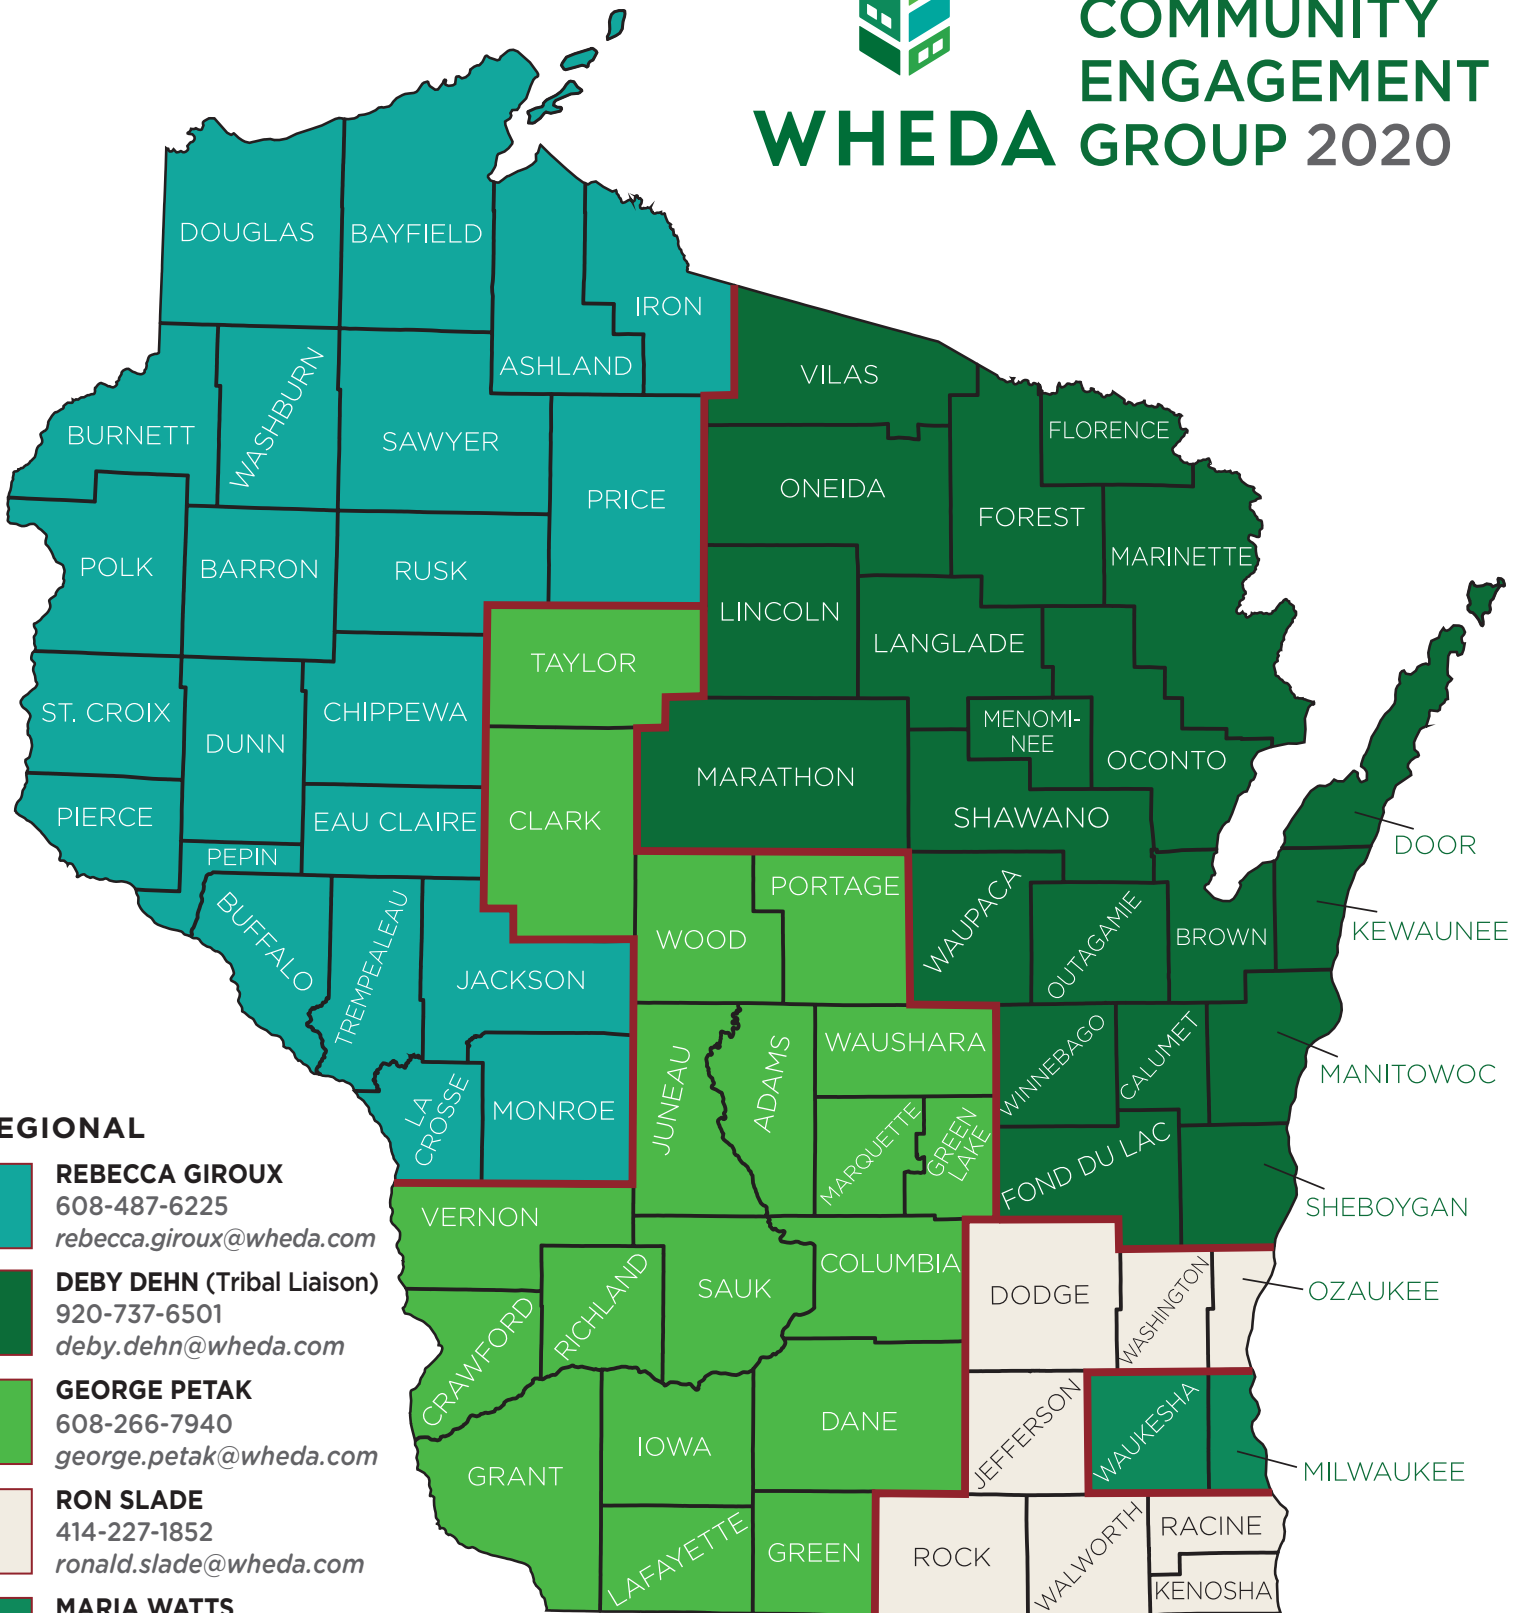 COMMUNITY
ENGAGEMENT
WHEDA GROUP 2020
DOUGLAS
BAYFIELD
IRON
ASHLAND
VILAS
WASHBURN
BURNETT
SAWYER
FLORENCE
ONEIDA
PRICE
FOREST
MARINETTE
POLK
BARRON
RUSK
LINCOLN
LANGLADE
TAYLOR
ST. CROIX
CHIPPEWA
DUNN
MENOMI-
NEE
OCONTO
MARATHON
PIERCE
EAU CLAIRE
CLARK
SHAWANO
DOOR
PEPIN
PORTAGE
BUFFALO
TREMPEALEAU
WOOD
WAUPACA
OUTAGAMIE
BROWN
KEWAUNEE
JACKSON
JUNEAU
ADAMS
WAUSHARA
WINNEBAGO
CALUMET
MANITOWOC
LA
CROSSE
MONROE
MARQUETTE
GREEN
LAKE
FOND DU LAC
SHEBOYGAN
VERNON
RICHLAND
SAUK
COLUMBIA
DODGE
WASHINGTON
OZAUKEE
CRAWFORD
DANE
JEFFERSON
WAUKESHA
MILWAUKEE
IOWA
GRANT
LAFAYETTE
GREEN
ROCK
WALWORTH
RACINE
KENOSHA
EGIONAL
REBECCA GIROUX
608-487-6225
rebecca.giroux@wheda.com
DEBY DEHN (Tribal Liaison)
920-737-6501
deby.dehn@wheda.com
GEORGE PETAK
608-266-7940
george.petak@wheda.com
RON SLADE
414-227-1852
ronald.slade@wheda.com
MARIA WATTS